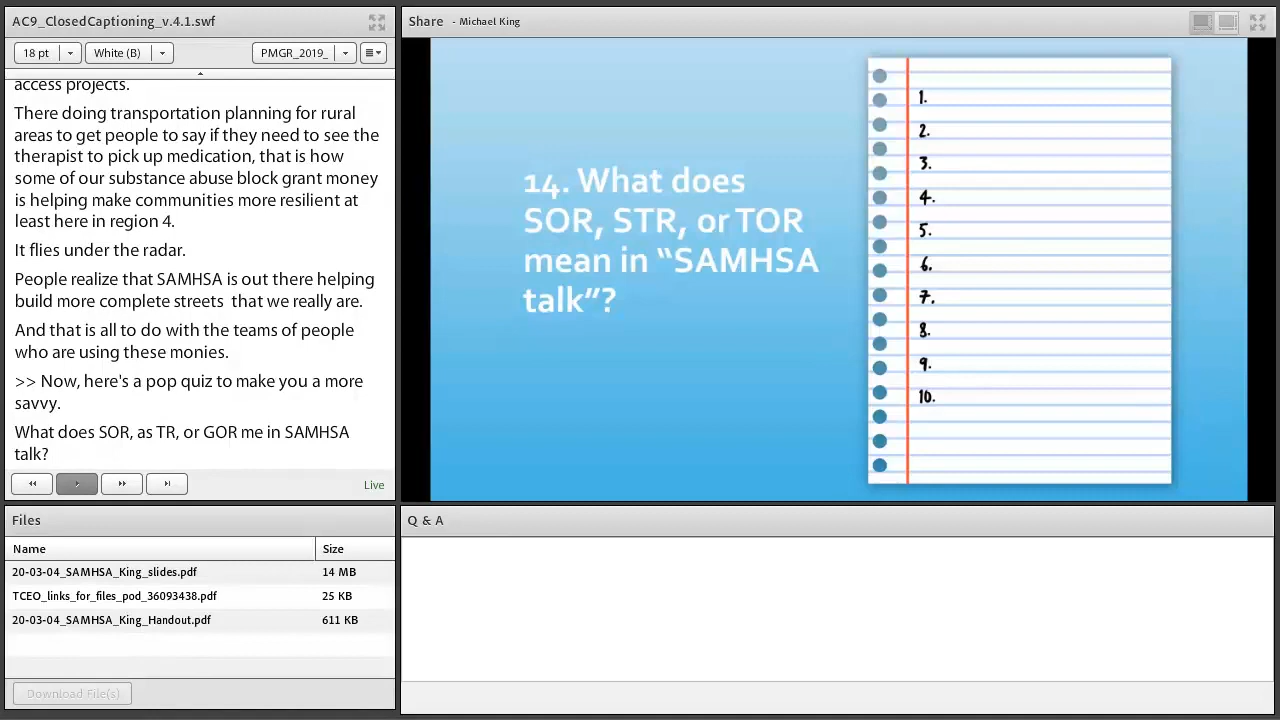 AC9_ClosedCaptioning_v.4.1.swf
18 pt
White (B)
PMGR_2019_
access projects.
There doing transportation planning for rural
areas to get people to say if they need to see the
therapist to pick up medication, that is how
some of our substance abuse block grant money
is helping make communities more resilient at
least here in region 4.
It flies under the radar.
People realize that SAMHSA is out there helping
build more complete streets  that we really are.
And that is all to do with the teams of people
who are using these monies.
>> Now, here's a pop quiz to make you a more
savvy.
What does SOR, as TR, or GOR me in SAMHSA
talk?
Live
Files
Name Size
20-03-04_SAMHSA_King_slides.pdf 14 MB
TCEO_links_for_files_pod_36093438.pdf 25 KB
20-03-04_SAMHSA_King_Handout.pdf 611 KB
Download File(s)
Share - Michael King
14. What does
SOR, STR, or TOR
mean in “SAMHSA
talk”?
1.
2.
3.
4.
5.
6.
7.
8.
9.
10.
Q & A